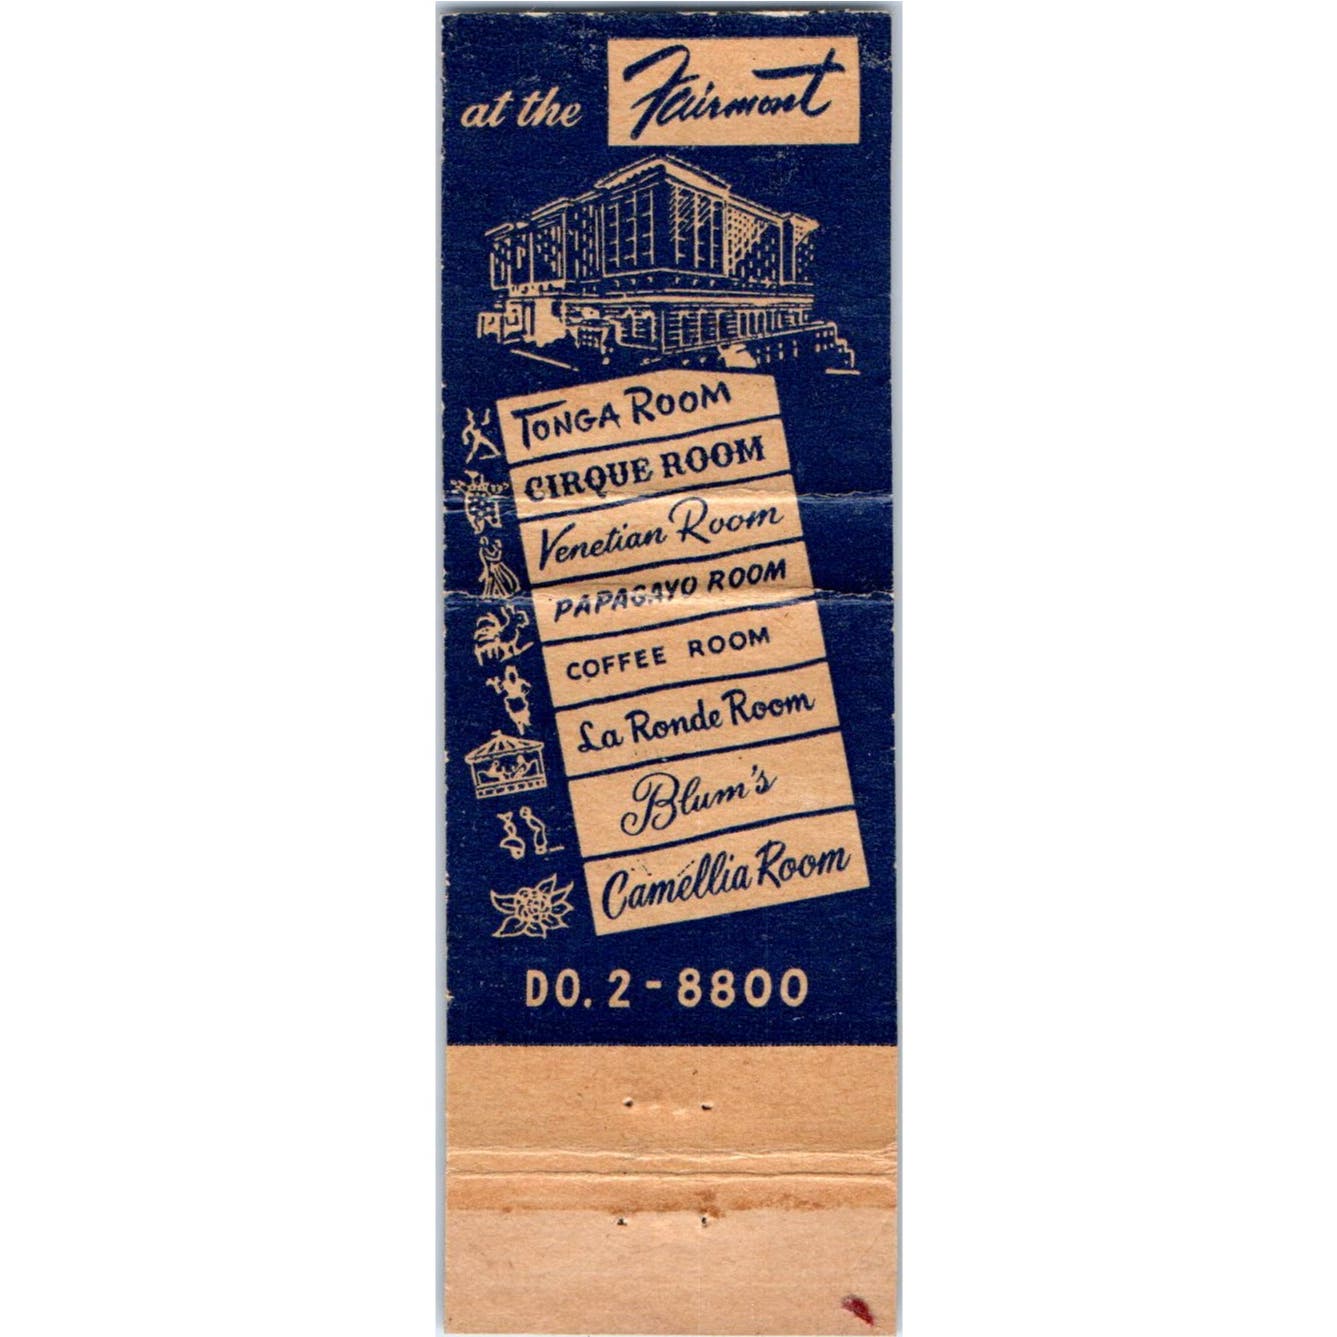 at the Fairmont
TONGA ROOM
CIRQUE ROOM
Venetian Room
PAPAGAYO ROOM
COFFEE ROOM
La Ronde Room
Blum's
Camellia Room
DO. 2-8800